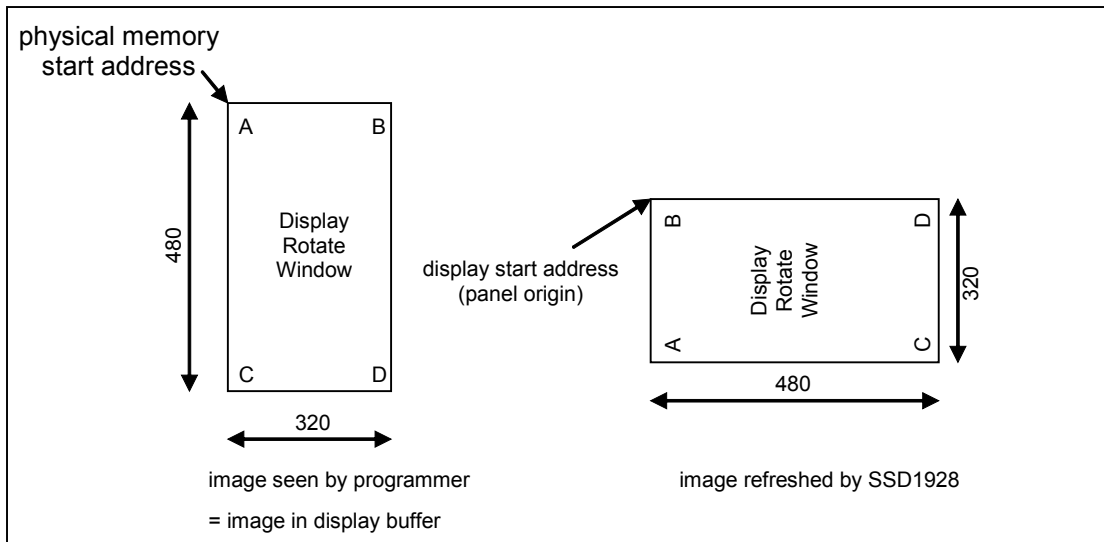 physical memory
start address
A
B
480
Display
Rotate
Window
C
D
320
image seen by programmer
= image in display buffer
display start address
(panel origin)
B
D
Display
Rotate
Window
320
A
C
480
image refreshed by SSD1928